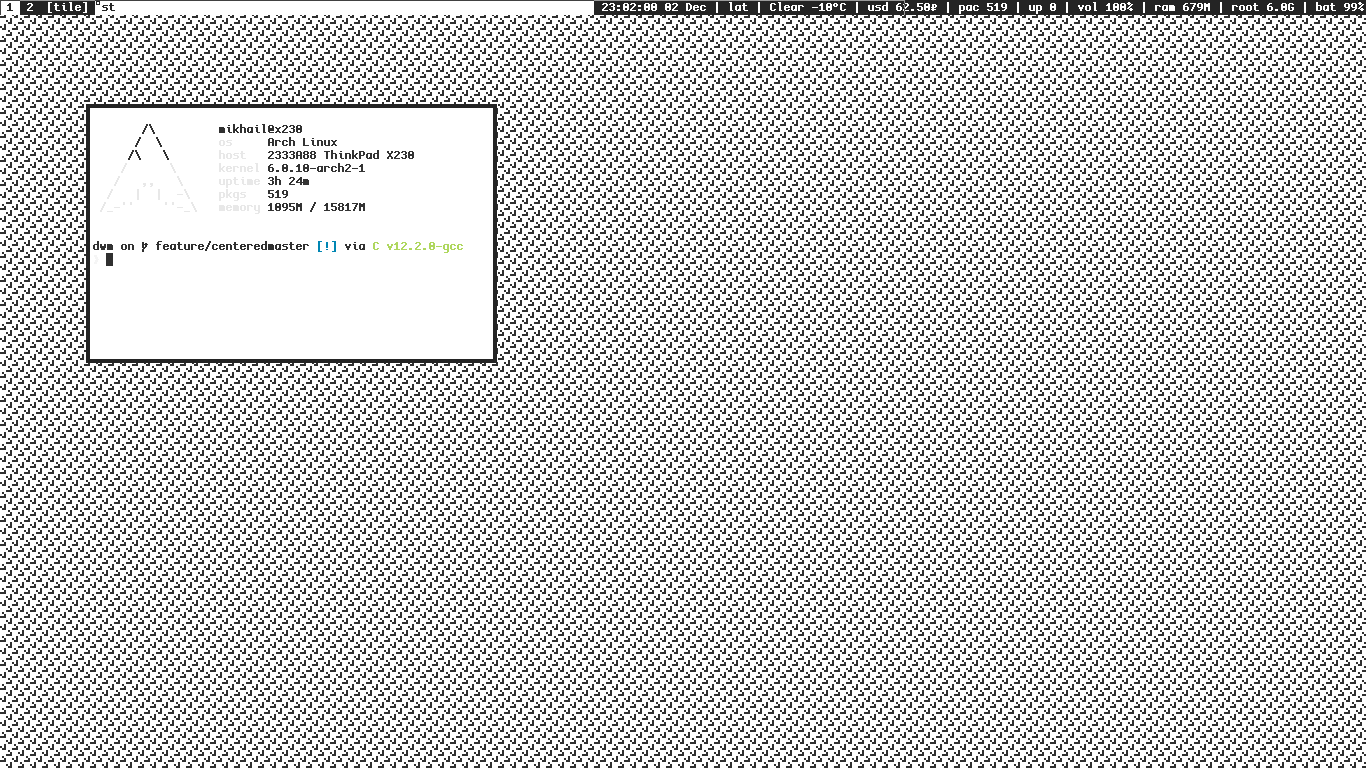 1 2 [tile] st 23:02:00 02 Dec | lat | Clear -10°C | usd 62.50₽ | pac 519 | up 0 | vol 100% | ram 679M | root 6.0G | bat 99%
mikhail@x230
os Arch Linux
host 2333A88 ThinkPad X230
kernel 6.0.10-arch2-1
uptime 3h 24m
pkgs 519
memory 1095M / 15817M
dwm on feature/centeredmaster [!] via C v12.2.0-gcc